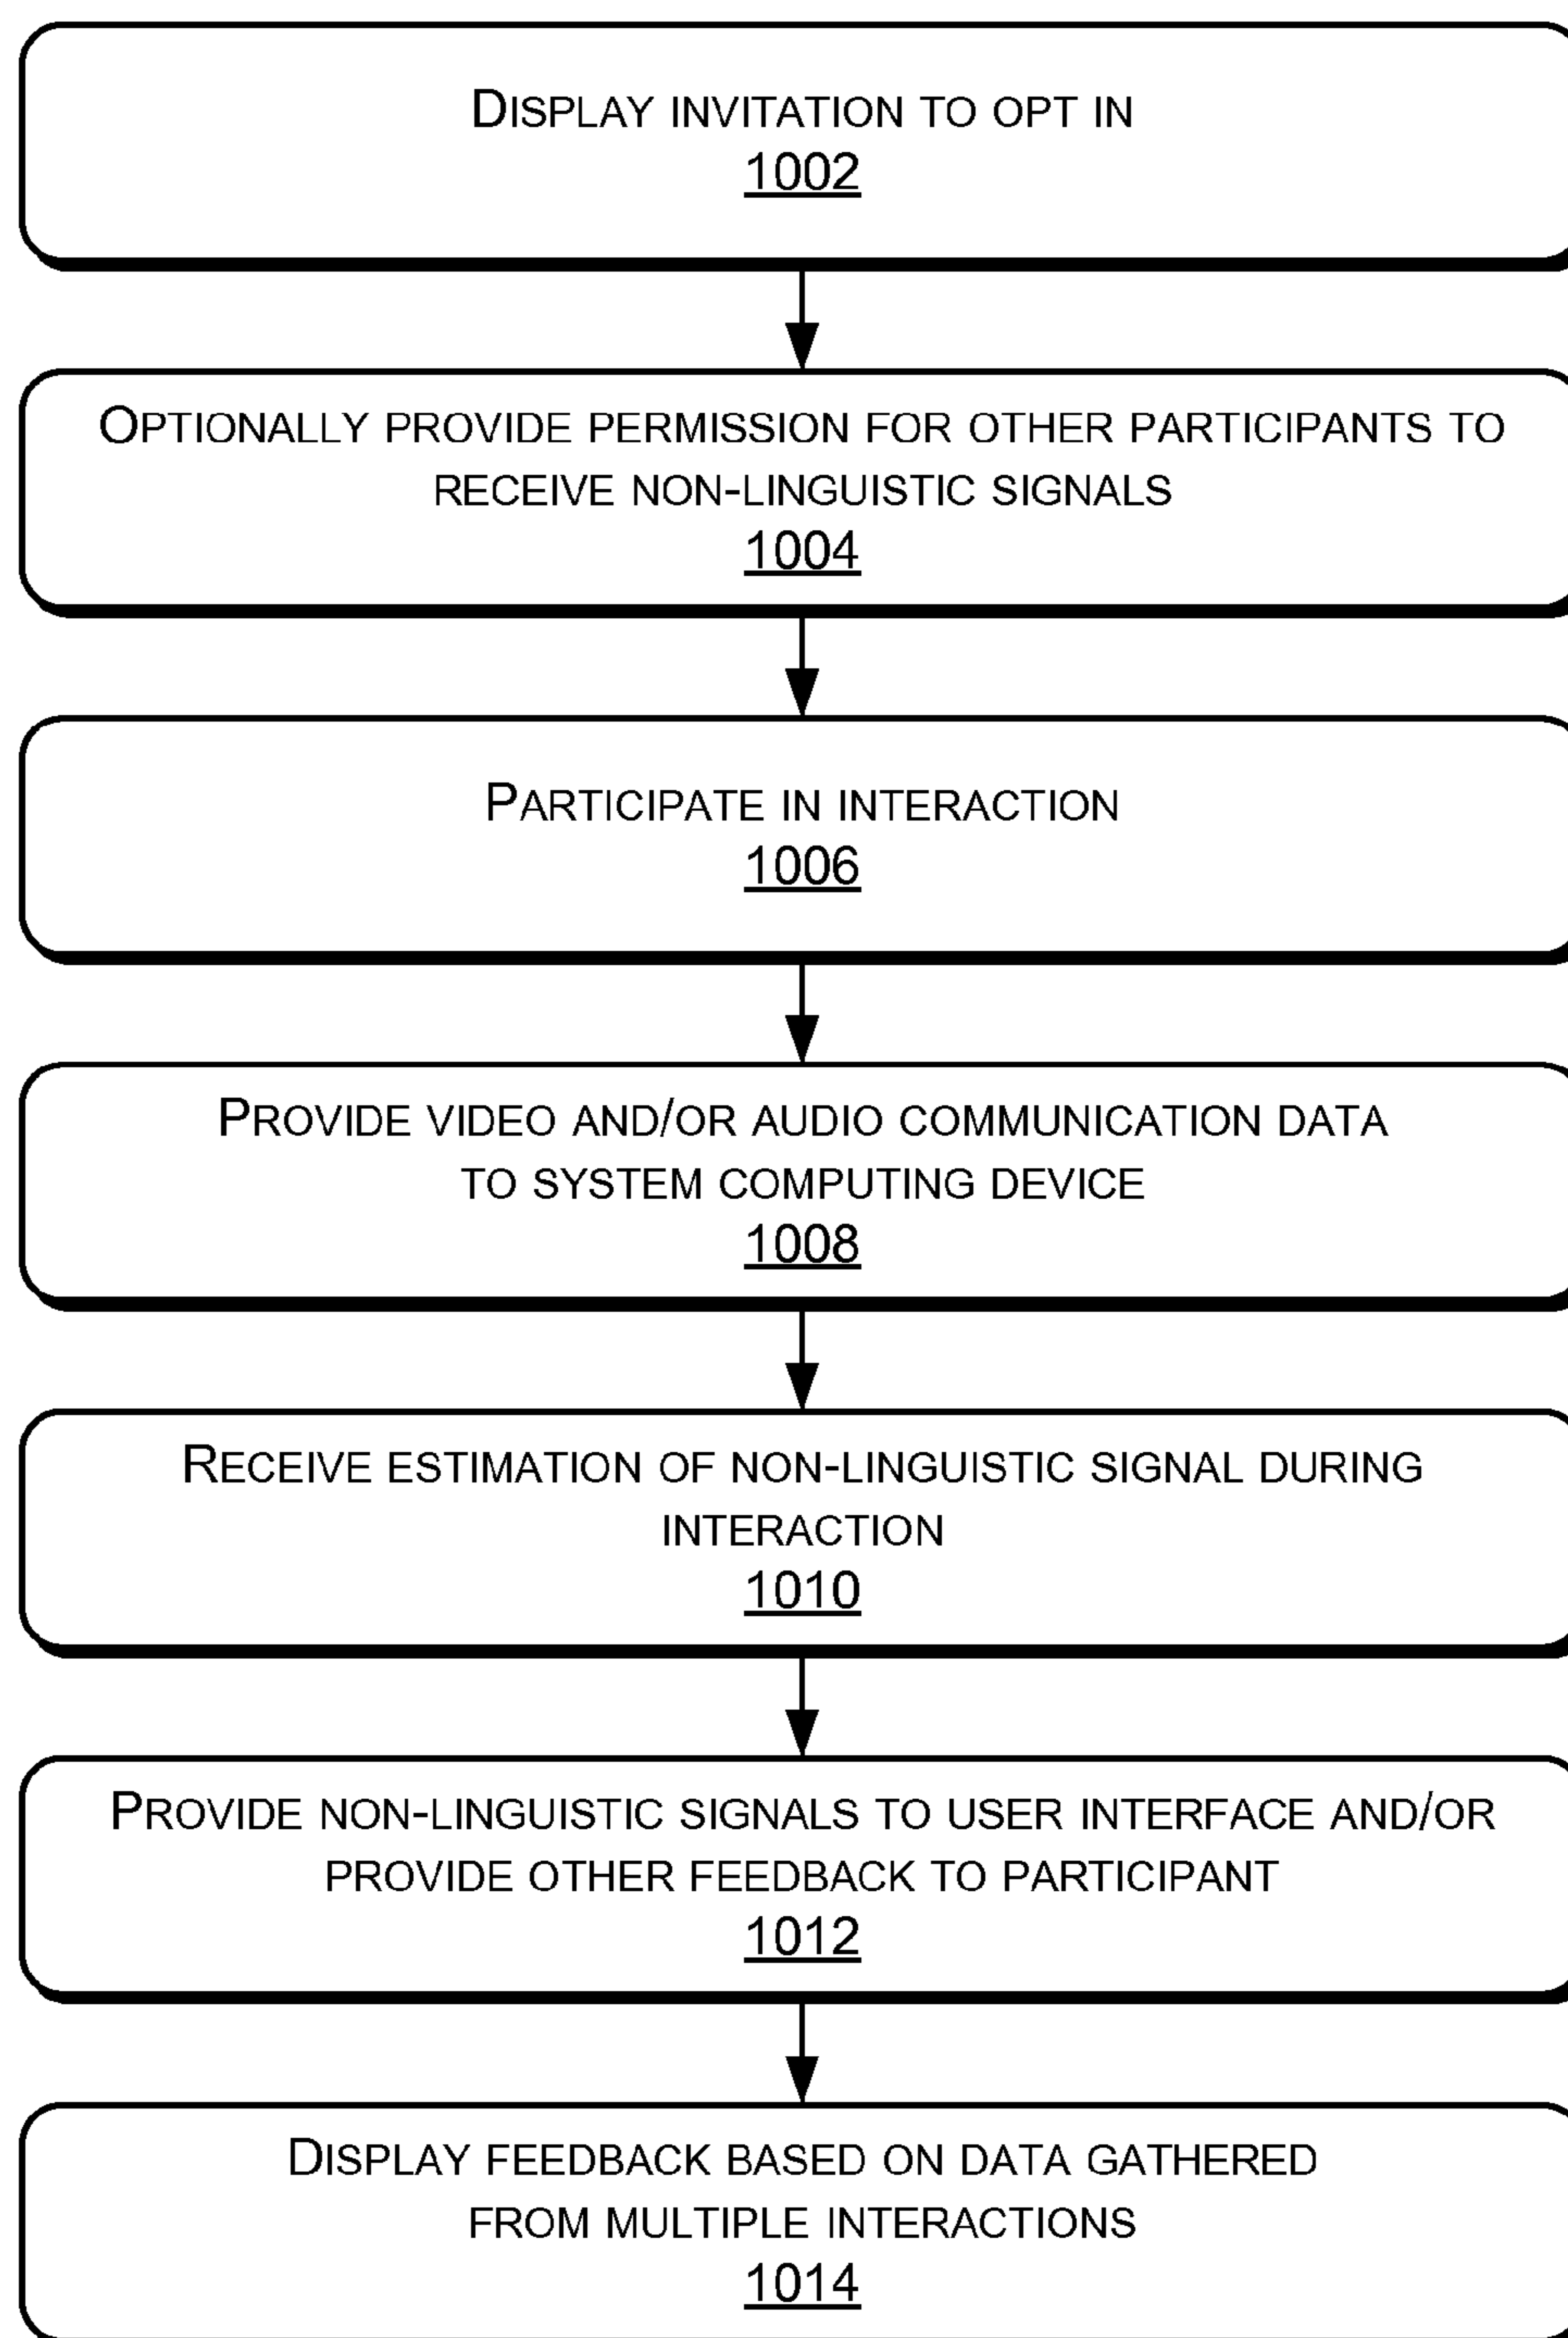 DISPLAY INVITATION TO OPT IN
1002
OPTIONALLY PROVIDE PERMISSION FOR OTHER PARTICIPANTS TO
RECEIVE NON-LINGUISTIC SIGNALS
1004
PARTICIPATE IN INTERACTION
1006
PROVIDE VIDEO AND/OR AUDIO COMMUNICATION DATA
TO SYSTEM COMPUTING DEVICE
1008
RECEIVE ESTIMATION OF NON-LINGUISTIC SIGNAL DURING
INTERACTION
1010
PROVIDE NON-LINGUISTIC SIGNALS TO USER INTERFACE AND/OR
PROVIDE OTHER FEEDBACK TO PARTICIPANT
1012
DISPLAY FEEDBACK BASED ON DATA GATHERED
FROM MULTIPLE INTERACTIONS
1014